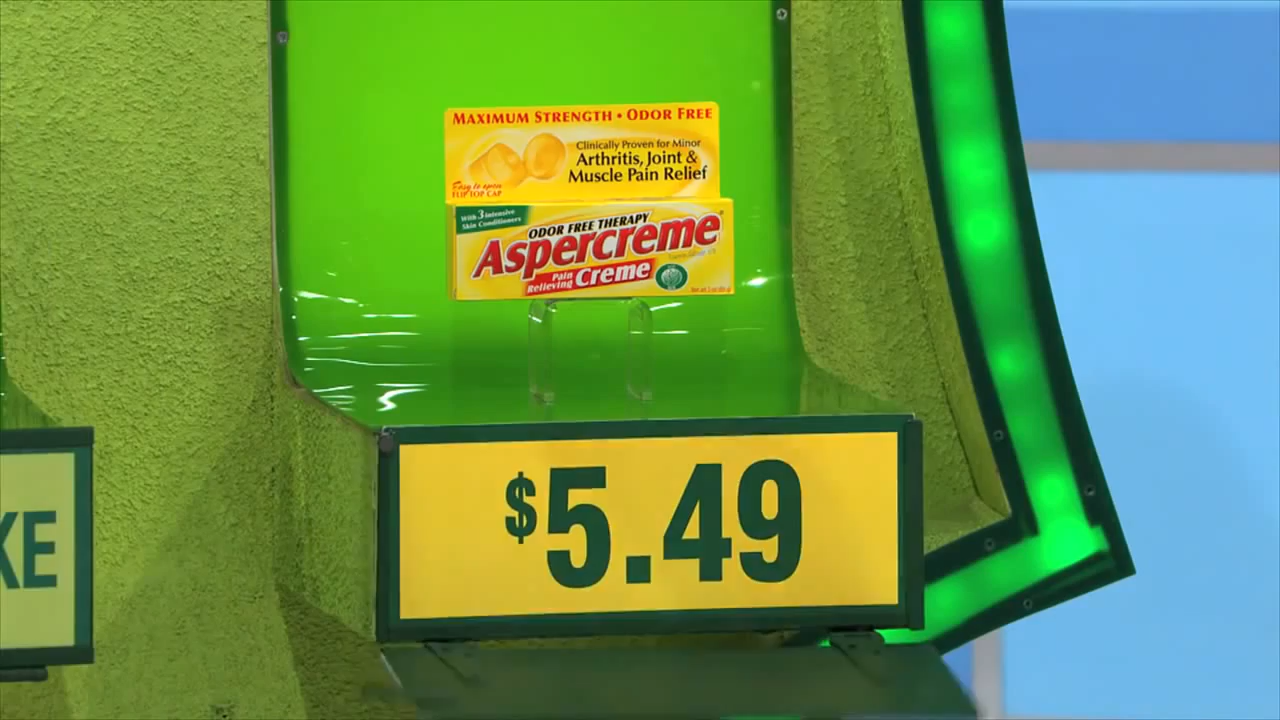 MAXIMUM STRENGTH • ODOR FREE
Clinically Proven for Minor
Arthritis, Joint &
Muscle Pain Relief
Easy to open
FLIP TOP CAP
With 3 Intensive
Skin Conditioners
ODOR FREE THERAPY
Aspercreme®
Pain
Relieving Creme
$5.49
KE